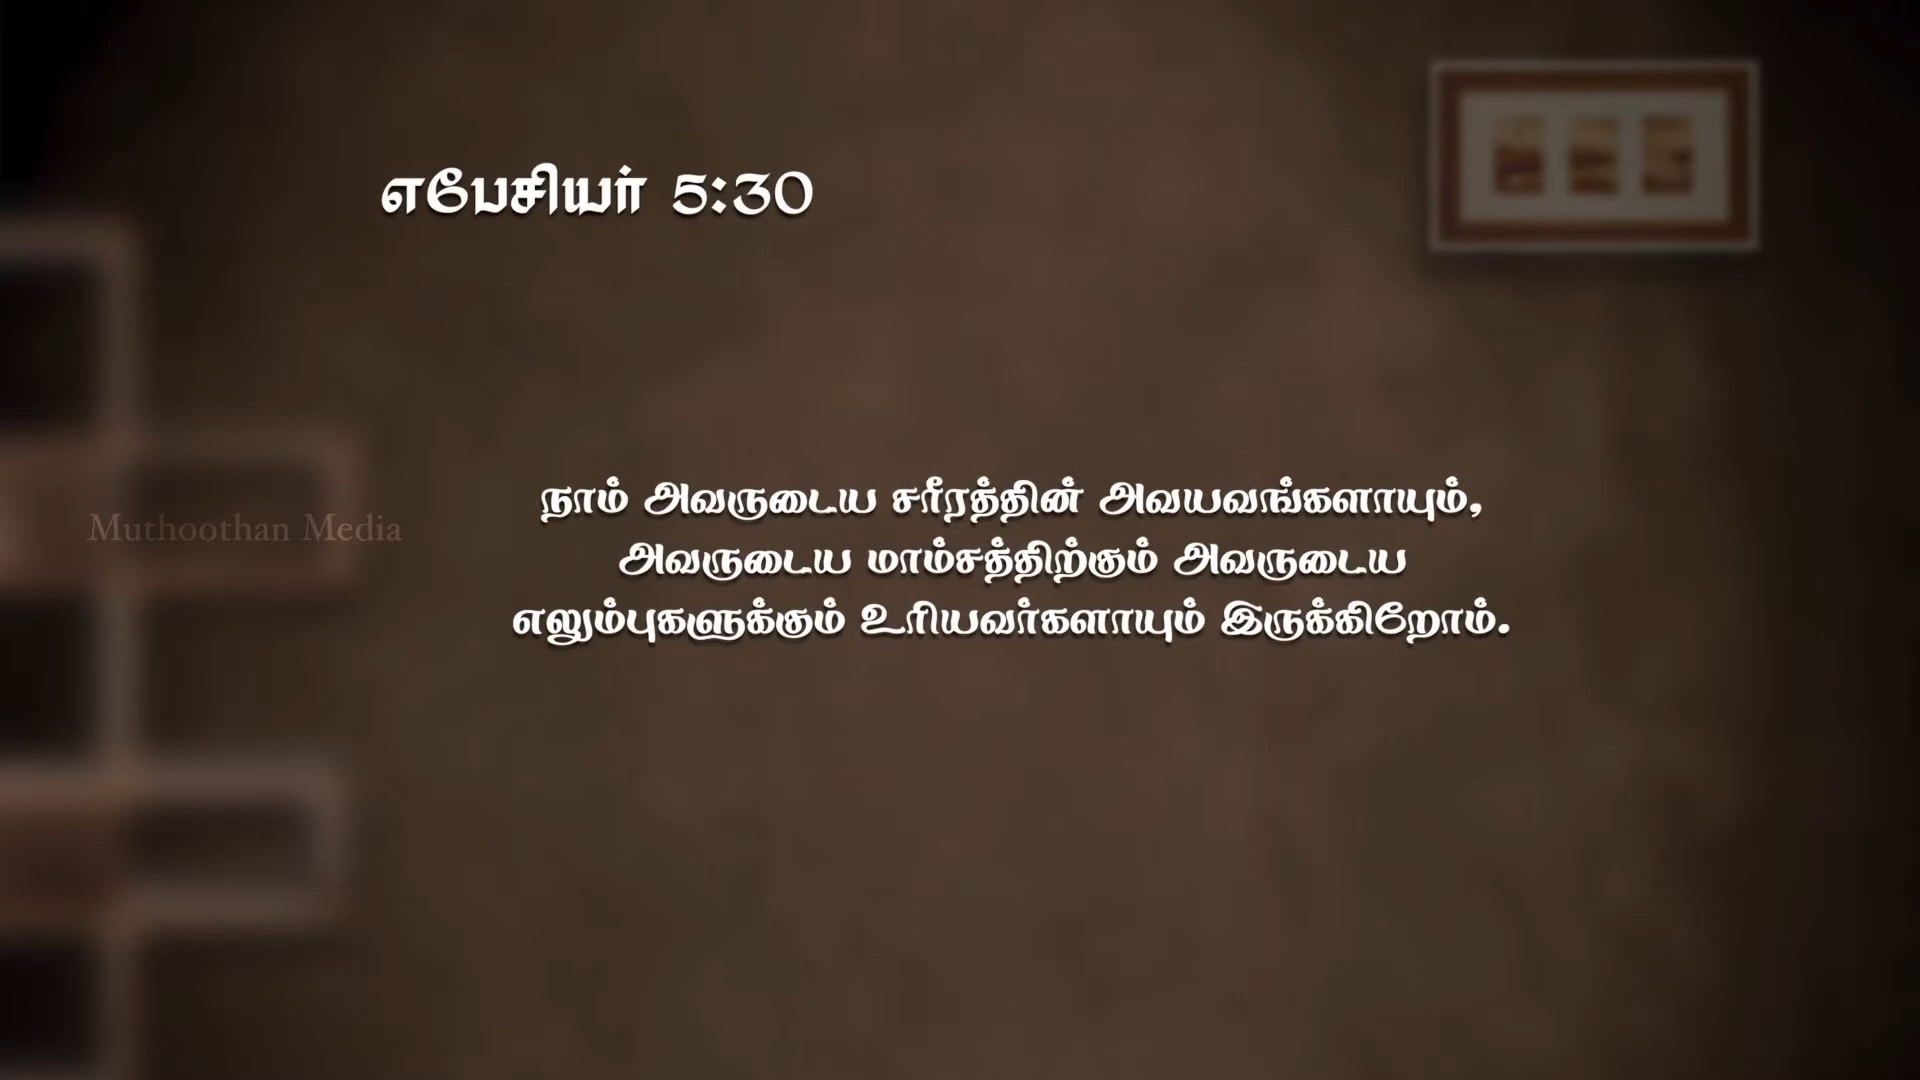 எபேசியர் 5:30
நாம் அவருடைய சரீரத்தின் அவயவங்களாயும்,
Muthoothan Media
அவருடைய மாம்சத்திற்கும் அவருடைய
எலும்புகளுக்கும் உரியவர்களாயும் இருக்கிறோம்.